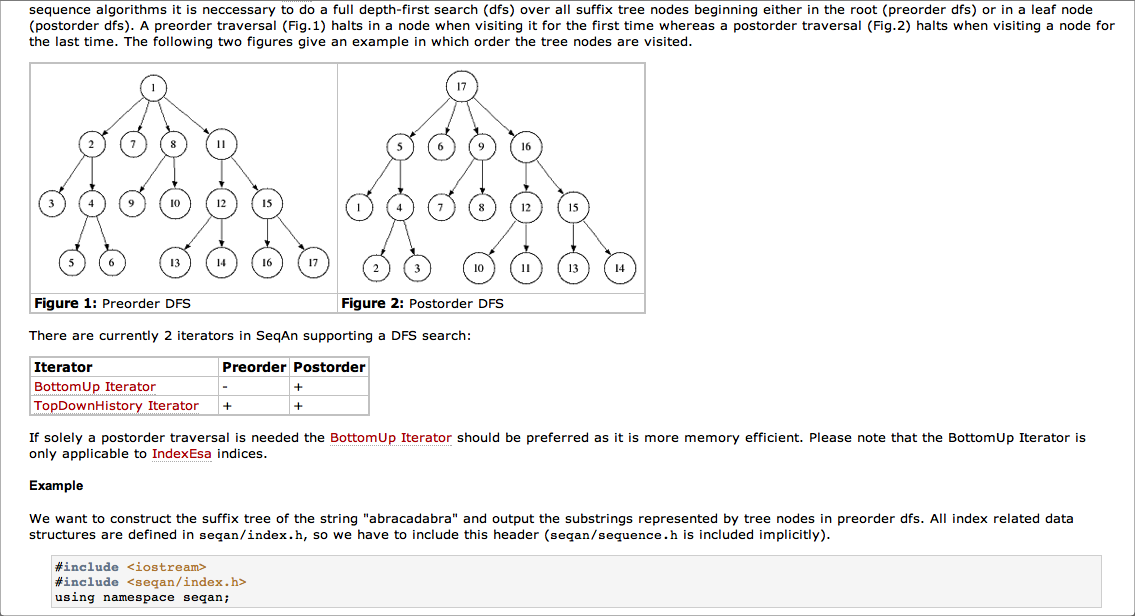 sequence algorithms it is neccessary to do a full depth-first search (dfs) over all suffix tree nodes beginning either in the root (preorder dfs) or in a leaf node
(postorder dfs). A preorder traversal (Fig.1) halts in a node when visiting it for the first time whereas a postorder traversal (Fig.2) halts when visiting a node for
the last time. The following two figures give an example in which order the tree nodes are visited.
1
2 7 8 11
3 4 9 10 12 15
5 6 13 14 16 17
Figure 1: Preorder DFS
17
5 6 9 16
1 4 7 8 12 15
2 3 10 11 13 14
Figure 2: Postorder DFS
There are currently 2 iterators in SeqAn supporting a DFS search:
Iterator Preorder Postorder
BottomUp Iterator - +
TopDownHistory Iterator + +
If solely a postorder traversal is needed the BottomUp Iterator should be preferred as it is more memory efficient. Please note that the BottomUp Iterator is
only applicable to IndexEsa indices.
Example
We want to construct the suffix tree of the string "abracadabra" and output the substrings represented by tree nodes in preorder dfs. All index related data
structures are defined in seqan/index.h, so we have to include this header (seqan/sequence.h is included implicitly).
#include <iostream>
#include <seqan/index.h>
using namespace seqan;